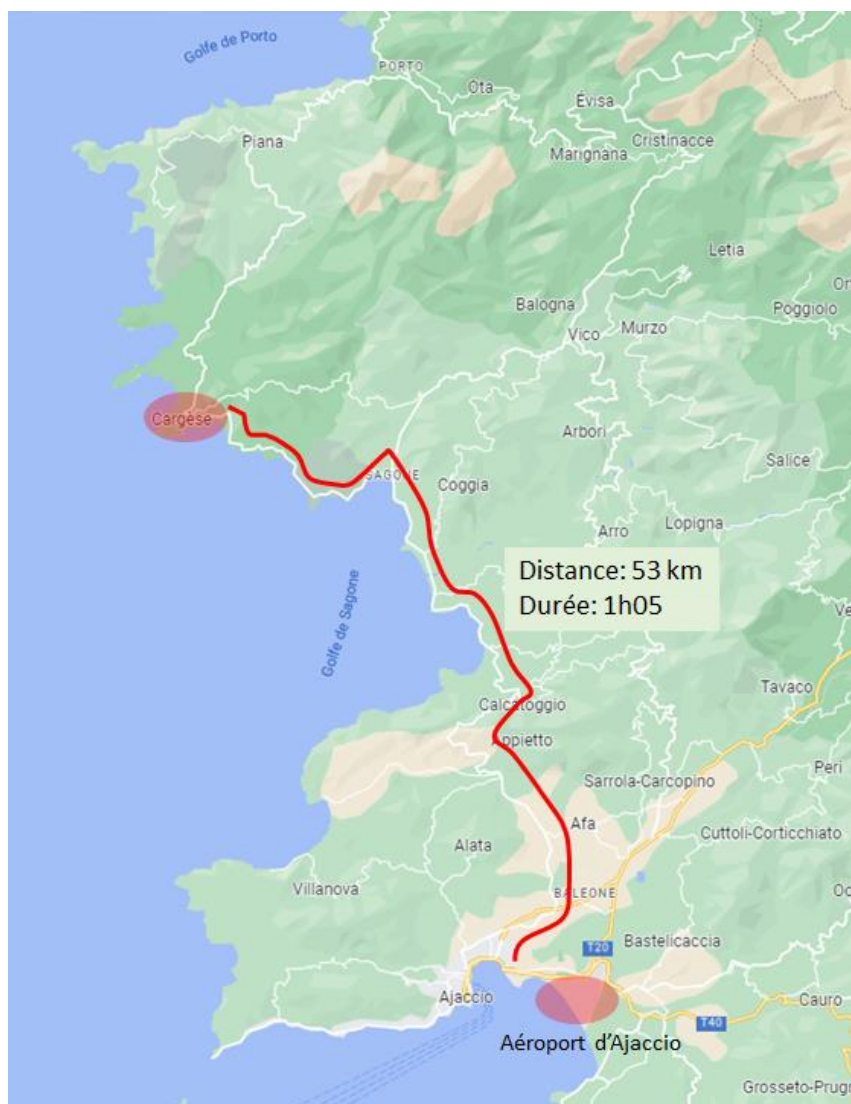 Golfe de Porto
PORTO
Ota
Évisa
Piana
Cristinacce
Marignana
Letia
Balogna
Poggiolo
Vico
Murzo
Cargèse
Arbori
Salice
SAGONE
Coggia
Lopigna
Arro
Distance: 53 km
Durée: 1h05
Golfe de Sagone
Tavaco
Calcatoggio
Appietto
Peri
Sarrola-Carcopino
Afa
Cuttoli-Corticchiato
Alata
Villanova
BALEONE
T20
Bastelicaccia
Ajaccio
Cauro
T40
Aéroport d'Ajaccio